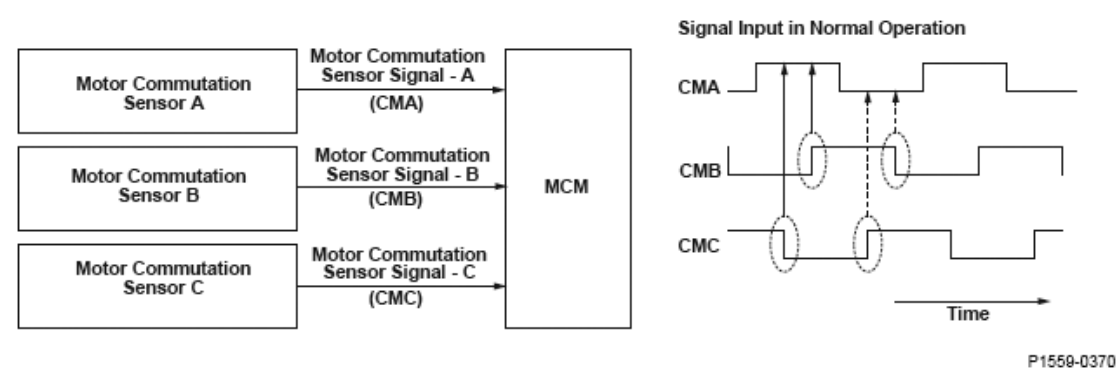 Motor Commutation
Sensor A
Motor Commutation
Sensor Signal - A
(CMA)
Motor Commutation
Sensor B
Motor Commutation
Sensor Signal - B
(CMB)
Motor Commutation
Sensor C
Motor Commutation
Sensor Signal - C
(CMC)
MCM
Signal Input in Normal Operation
CMA
CMB
CMC
Time
P1559-0370